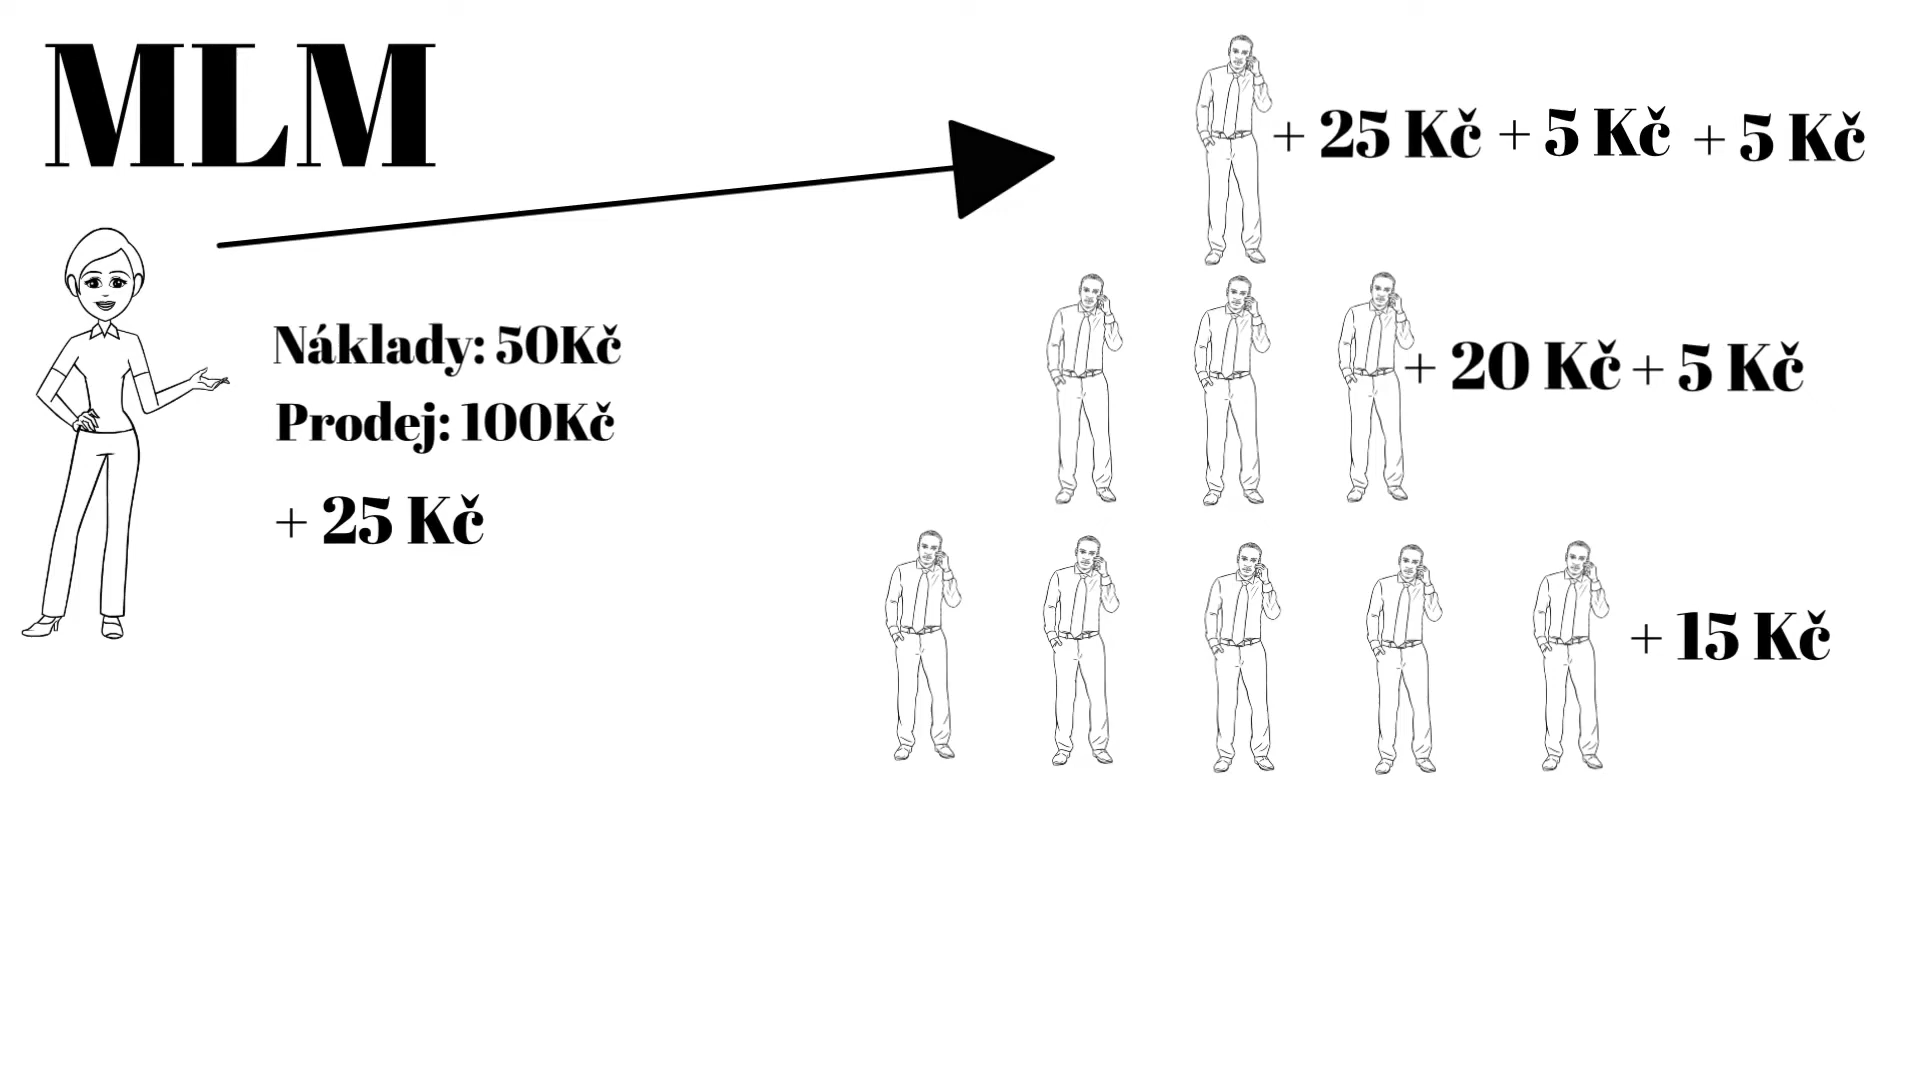 MLM
+ 25 Kč + 5 Kč + 5 Kč
Náklady: 50Kč
Prodej: 100Kč
+ 25 Kč
+ 20 Kč + 5 Kč
+ 15 Kč